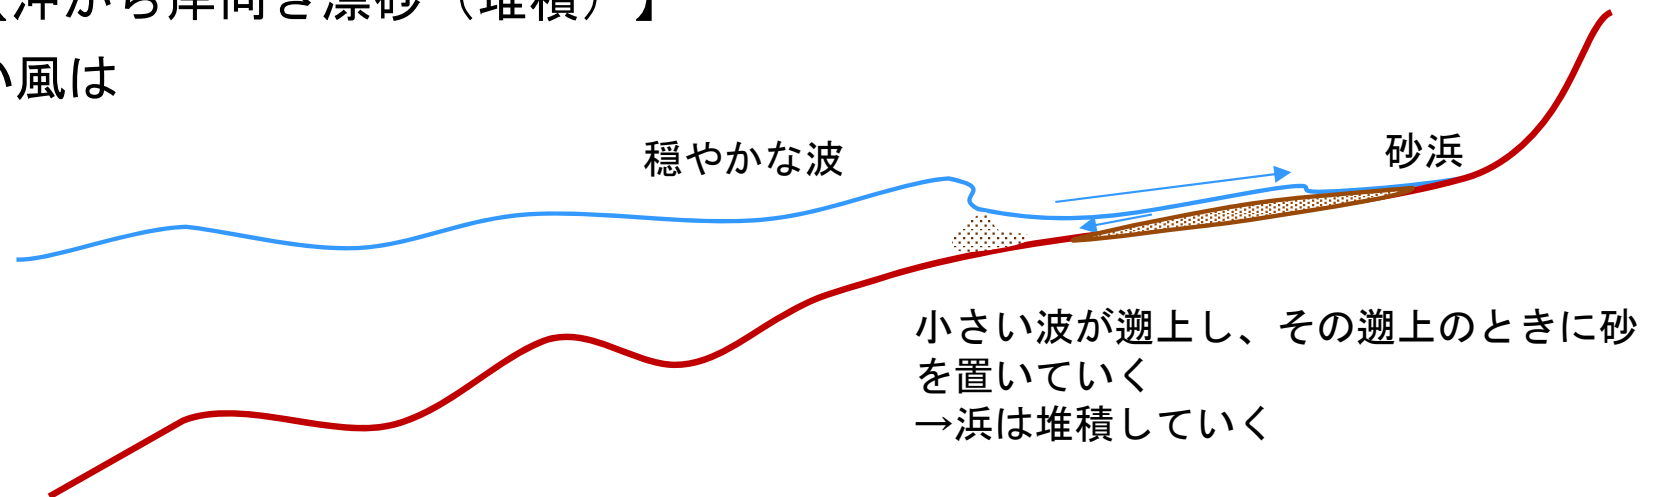 沖から岸向き漂砂（堆積）】
い風は
穏やかな波
砂浜
小さい波が遡上し、その遡上のときに砂
を置いていく
→浜は堆積していく